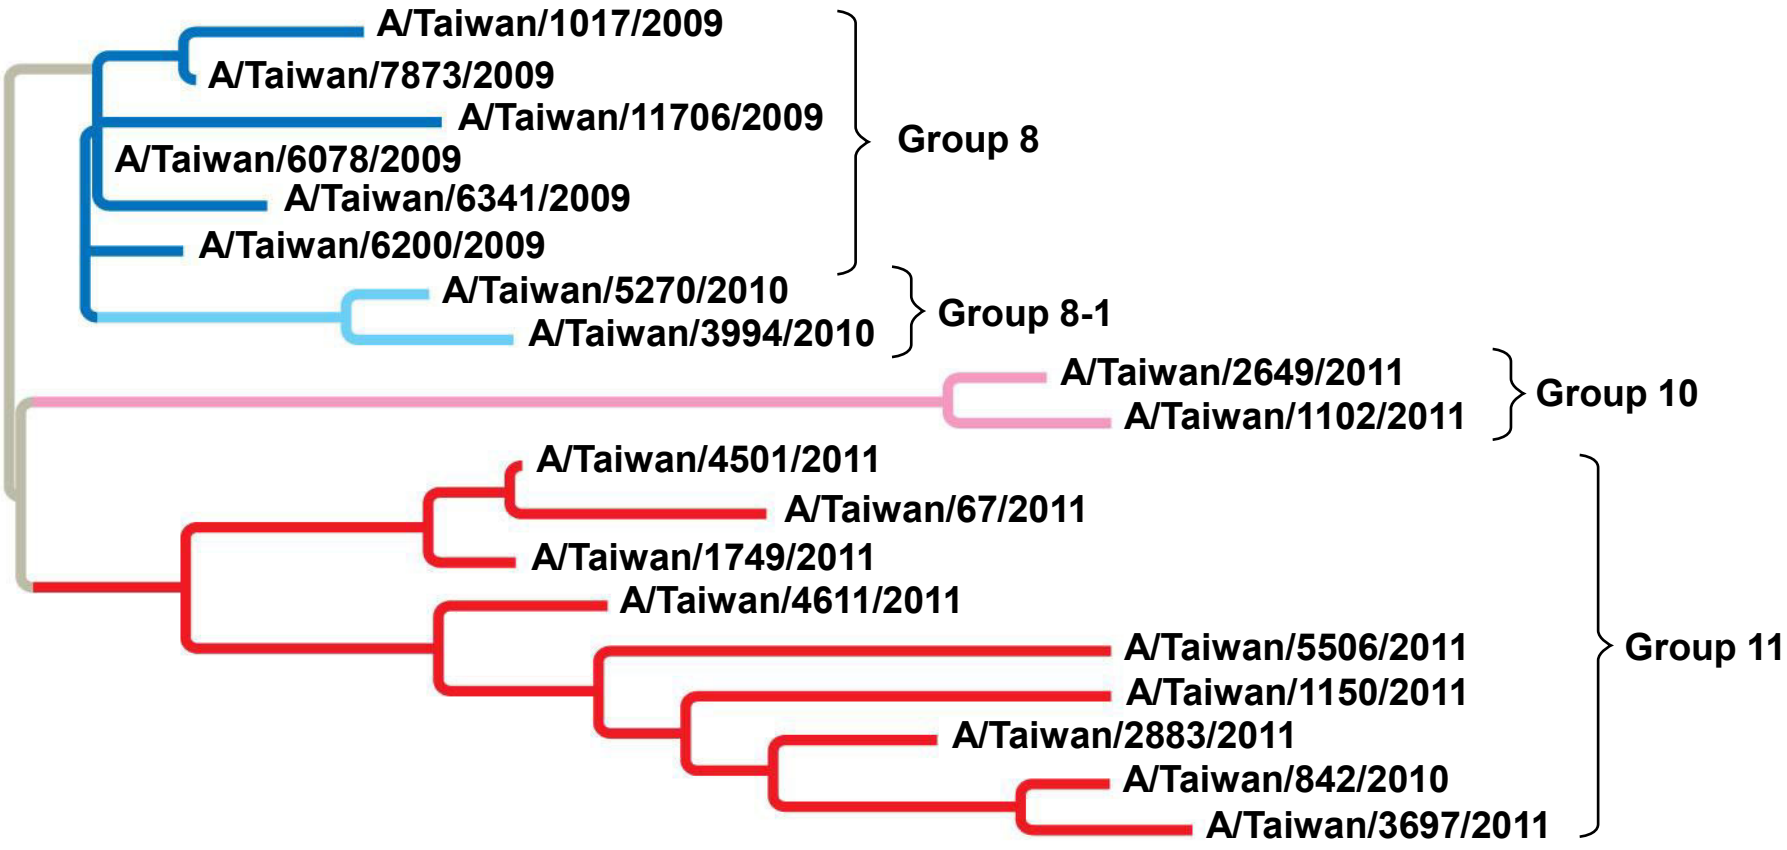 A/Taiwan/1017/2009
A/Taiwan/7873/2009
A/Taiwan/11706/2009
Group 8
A/Taiwan/6078/2009
A/Taiwan/6341/2009
A/Taiwan/6200/2009
A/Taiwan/5270/2010
Group 8-1
A/Taiwan/3994/2010
A/Taiwan/2649/2011
Group 10
A/Taiwan/1102/2011
A/Taiwan/4501/2011
A/Taiwan/67/2011
A/Taiwan/1749/2011
A/Taiwan/4611/2011
A/Taiwan/5506/2011
Group 11
A/Taiwan/1150/2011
A/Taiwan/2883/2011
A/Taiwan/842/2010
A/Taiwan/3697/2011